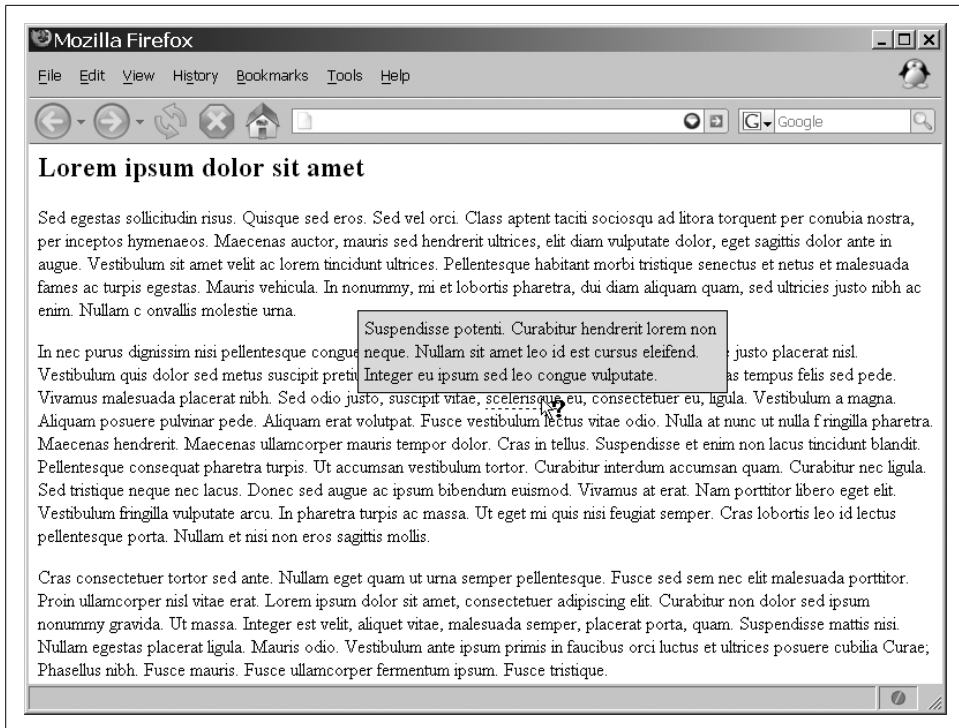 Mozilla Firefox
File Edit View History Bookmarks Tools Help
G Google
Lorem ipsum dolor sit amet
Sed egestas sollicitudin risus. Quisque sed eros. Sed vel orci. Class aptent taciti sociosqu ad litora torquent per conubia nostra,
per inceptos hymenaeos. Maecenas auctor, mauris sed hendrerit ultrices, elit diam vulputate dolor, eget sagittis dolor ante in
augue. Vestibulum sit amet velit ac lorem tincidunt ultrices. Pellentesque habitant morbi tristique senectus et netus et malesuada
fames ac turpis egestas. Mauris vehicula. In nonummy, mi et lobortis pharetra, dui diam aliquam quam, sed ultricies justo nibh ac
enim. Nullam c onvallis molestie urna.
Suspendisse potenti. Curabitur hendrerit lorem non
neque. Nullam sit amet leo id est cursus eleifend.
Integer eu ipsum sed leo congue vulputate.
In nec purus dignissim nisi pellentesque congue justo placerat nisl.
Vestibulum quis dolor sed metus suscipit preti as tempus felis sed pede.
Vivamus malesuada placerat nibh. Sed odio justo, suscipit vitae, scelerisque eu, consectetuer eu, ligula. Vestibulum a magna.
Aliquam posuere pulvinar pede. Aliquam erat volutpat. Fusce vestibulum lectus vitae odio. Nulla at nunc ut nulla f ringilla pharetra.
Maecenas hendrerit. Maecenas ullamcorper mauris tempor dolor. Cras in tellus. Suspendisse et enim non lacus tincidunt blandit.
Pellentesque consequat pharetra turpis. Ut accumsan vestibulum tortor. Curabitur interdum accumsan quam. Curabitur nec ligula.
Sed tristique neque nec lacus. Donec sed augue ac ipsum bibendum euismod. Vivamus at erat. Nam porttitor libero eget elit.
Vestibulum fringilla vulputate arcu. In pharetra turpis ac massa. Ut eget mi quis nisi feugiat semper. Cras lobortis leo id lectus
pellentesque porta. Nullam et nisi non eros sagittis mollis.
Cras consectetuer tortor sed ante. Nullam eget quam ut urna semper pellentesque. Fusce sed sem nec elit malesuada porttitor.
Proin ullamcorper nisl vitae erat. Lorem ipsum dolor sit amet, consectetuer adipiscing elit. Curabitur non dolor sed ipsum
nonummy gravida. Ut massa. Integer est velit, aliquet vitae, malesuada semper, placerat porta, quam. Suspendisse mattis nisi.
Nullam egestas placerat ligula. Mauris odio. Vestibulum ante ipsum primis in faucibus orci luctus et ultrices posuere cubilia Curae;
Phasellus nibh. Fusce mauris. Fusce ullamcorper fermentum ipsum. Fusce tristique.